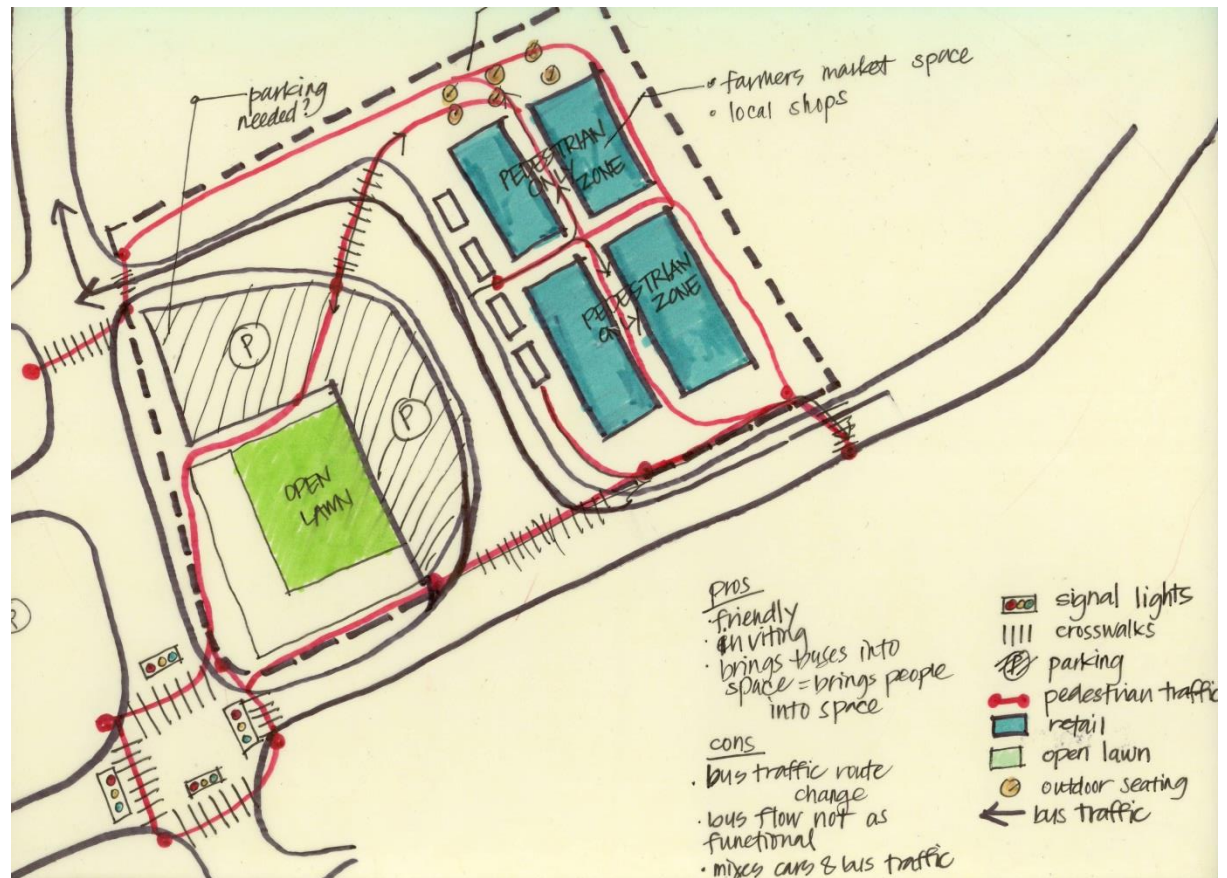 parking
needed?
• farmers market space
• local shops
PEDESTRIAN
ONLY ZONE
PEDESTRIAN
ONLY ZONE
P
P
OPEN
LAWN
pros
· friendly
· inviting
· brings buses into
space = brings people
into space
cons
· bus traffic route
change
· bus flow not as
functional
· mixes cars & bus traffic
signal lights
crosswalks
P parking
pedestrian traffic
retail
open lawn
outdoor seating
bus traffic